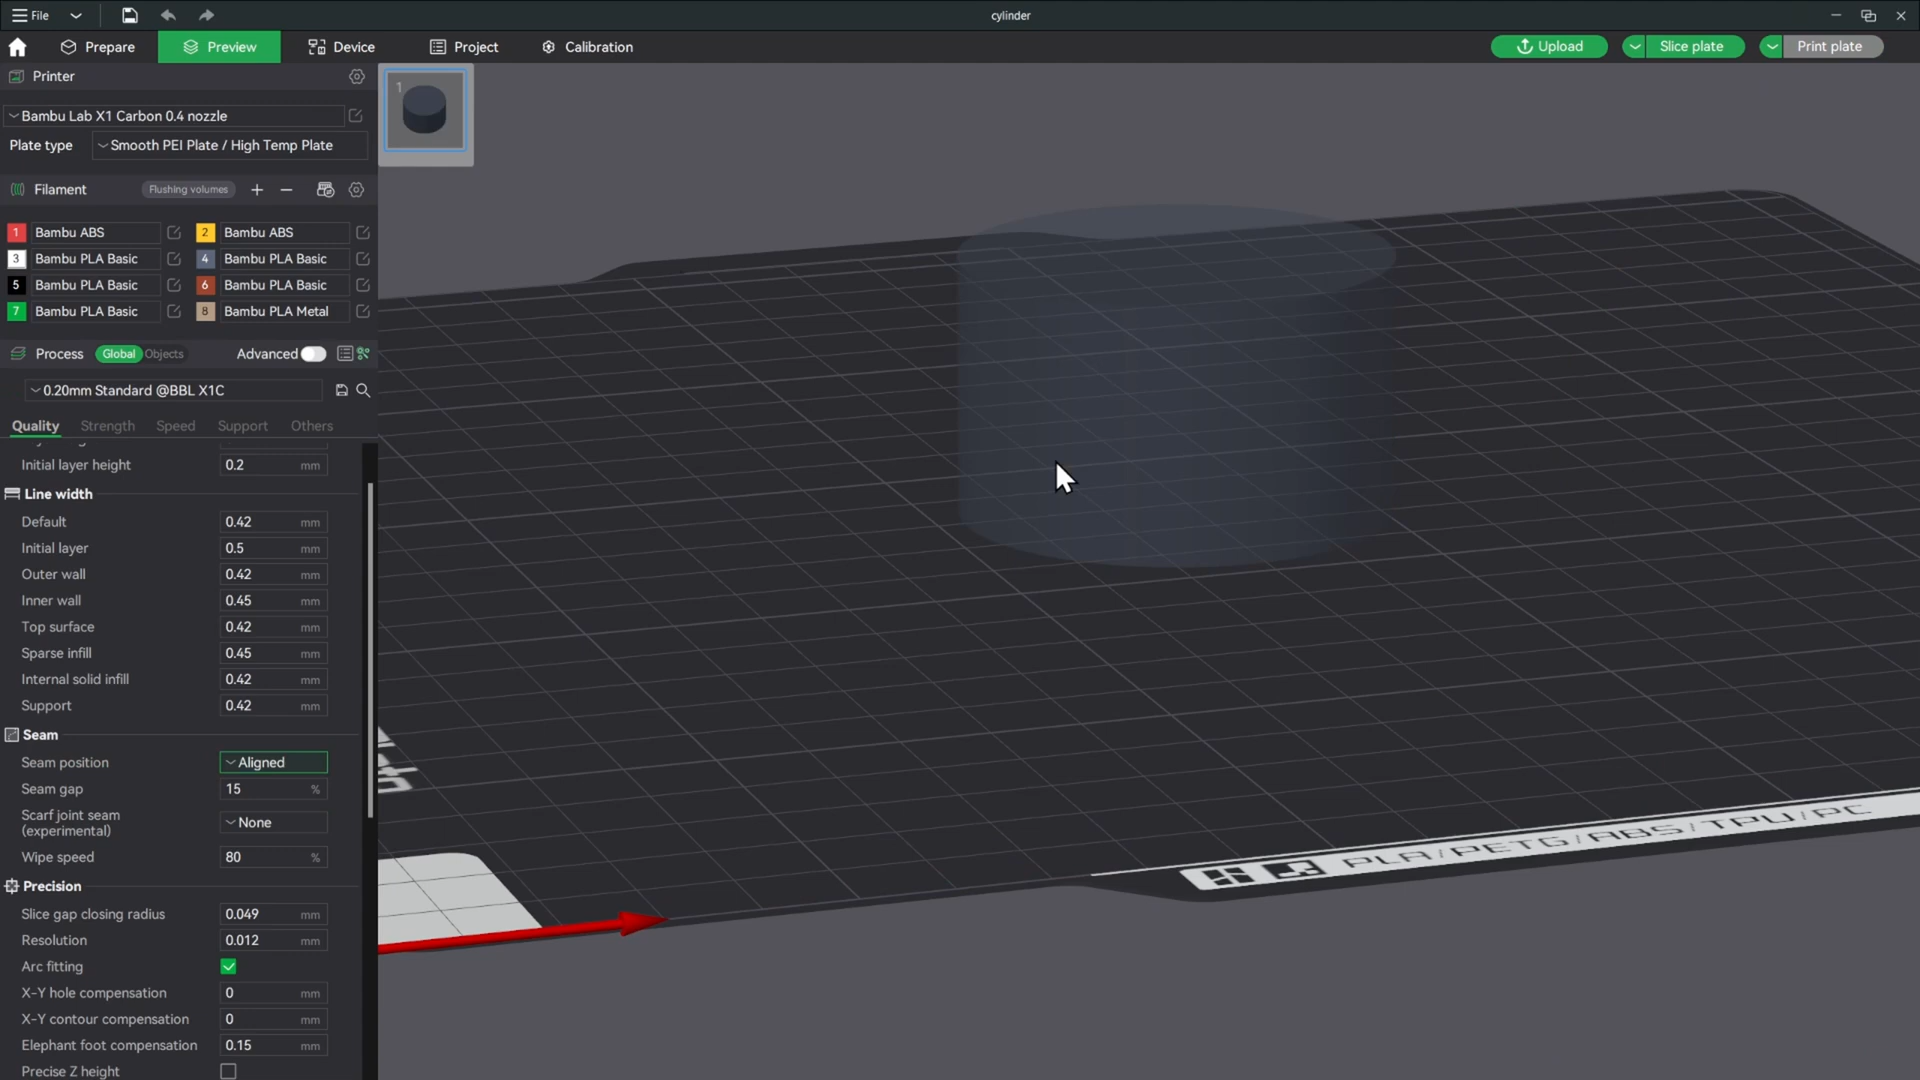 File
cylinder
Prepare
Preview
Device
Project
Calibration
Upload
Slice plate
Print plate
Printer
1
Bambu Lab X1 Carbon 0.4 nozzle
Plate type
Smooth PEI Plate / High Temp Plate
Filament
Flushing volumes
1 Bambu ABS
2 Bambu ABS
3 Bambu PLA Basic
4 Bambu PLA Basic
5 Bambu PLA Basic
6 Bambu PLA Basic
7 Bambu PLA Basic
8 Bambu PLA Metal
Process
Global
Objects
Advanced
0.20mm Standard @BBL X1C
Quality
Strength
Speed
Support
Others
Initial layer height 0.2 mm
Line width
Default 0.42 mm
Initial layer 0.5 mm
Outer wall 0.42 mm
Inner wall 0.45 mm
Top surface 0.42 mm
Sparse infill 0.45 mm
Internal solid infill 0.42 mm
Support 0.42 mm
Seam
Seam position Aligned
Seam gap 15 %
Scarf joint seam
(experimental) None
Wipe speed 80 %
Precision
Slice gap closing radius 0.049 mm
Resolution 0.012 mm
Arc fitting
X-Y hole compensation 0 mm
X-Y contour compensation 0 mm
Elephant foot compensation 0.15 mm
Precise Z height
PLA/PETG/ABS/TPU/PC